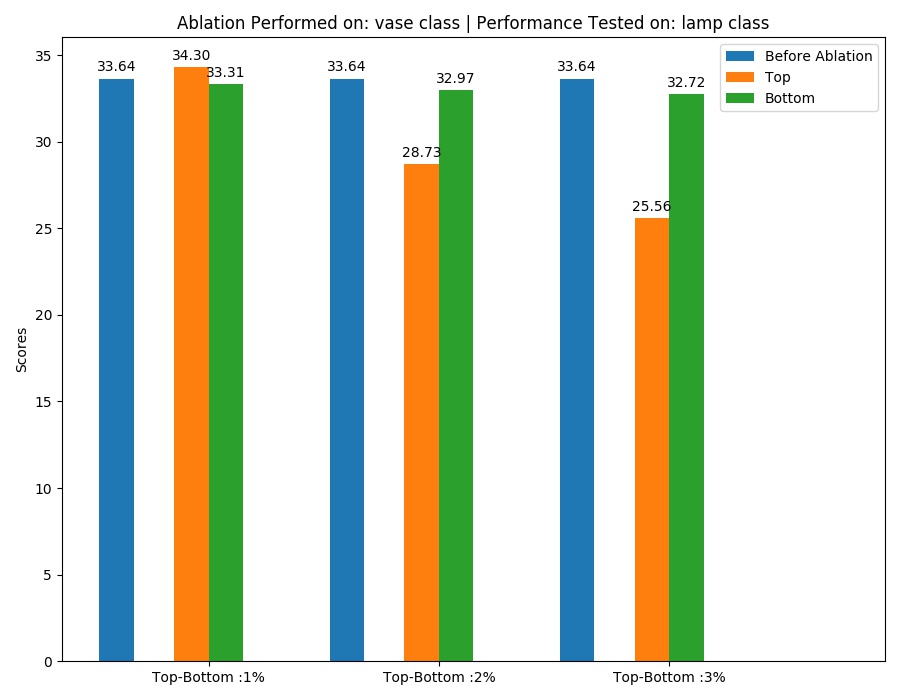 Ablation Performed on: vase class | Performance Tested on: lamp class
Scores
35
30
25
20
15
10
5
0
33.64
34.30
33.31
33.64
28.73
32.97
33.64
25.56
32.72
Before Ablation
Top
Bottom
Top-Bottom :1%
Top-Bottom :2%
Top-Bottom :3%